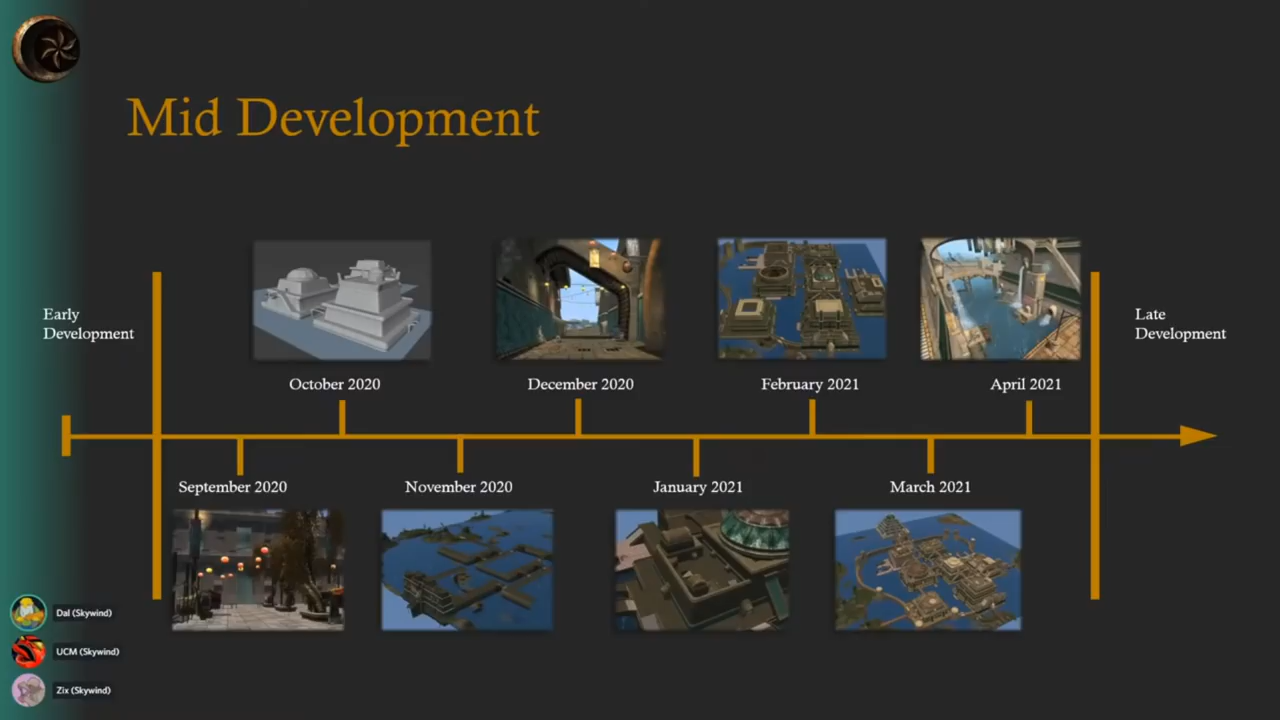 Mid Development
Early
Development
Late
Development
October 2020
December 2020
February 2021
April 2021
September 2020
November 2020
January 2021
March 2021
Dal (Skywind)
UCM (Skywind)
Zix (Skywind)